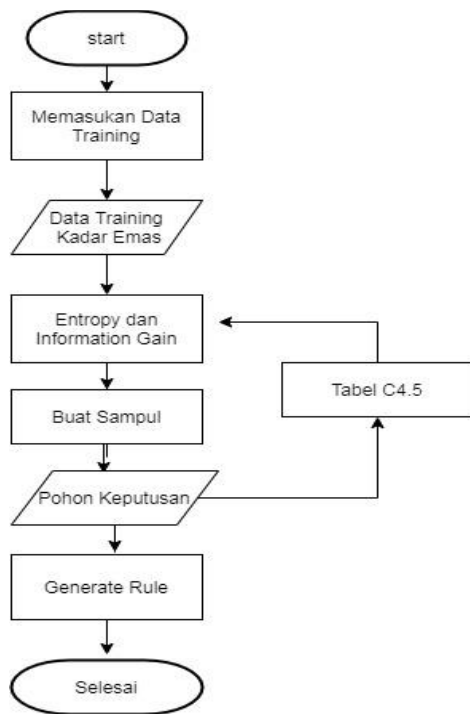 start
Memasukan Data
Training
Data Training
Kadar Emas
Entropy dan
Information Gain
Tabel C4.5
Buat Sampul
Pohon Keputusan
Generate Rule
Selesai